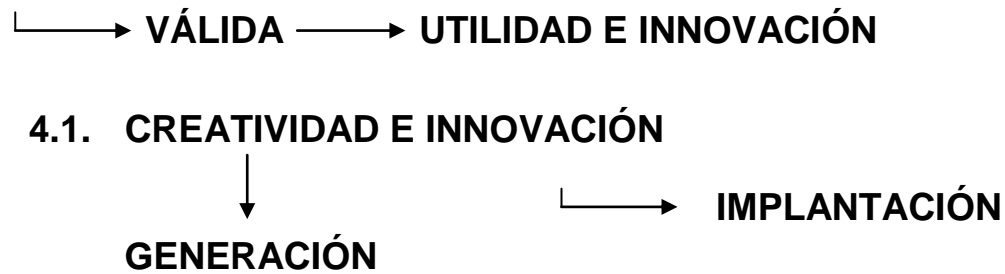 VÁLIDA UTILIDAD E INNOVACIÓN
4.1. CREATIVIDAD E INNOVACIÓN
IMPLANTACIÓN
GENERACIÓN